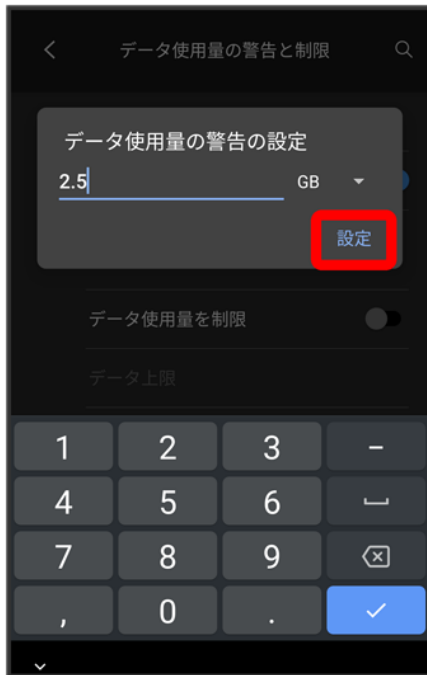 データ使用量の警告と制限
データ使用量の警告の設定
2.5 GB
設定
データ使用量を制限
データ上限
1 2 3 −
4 5 6
7 8 9
, 0 .